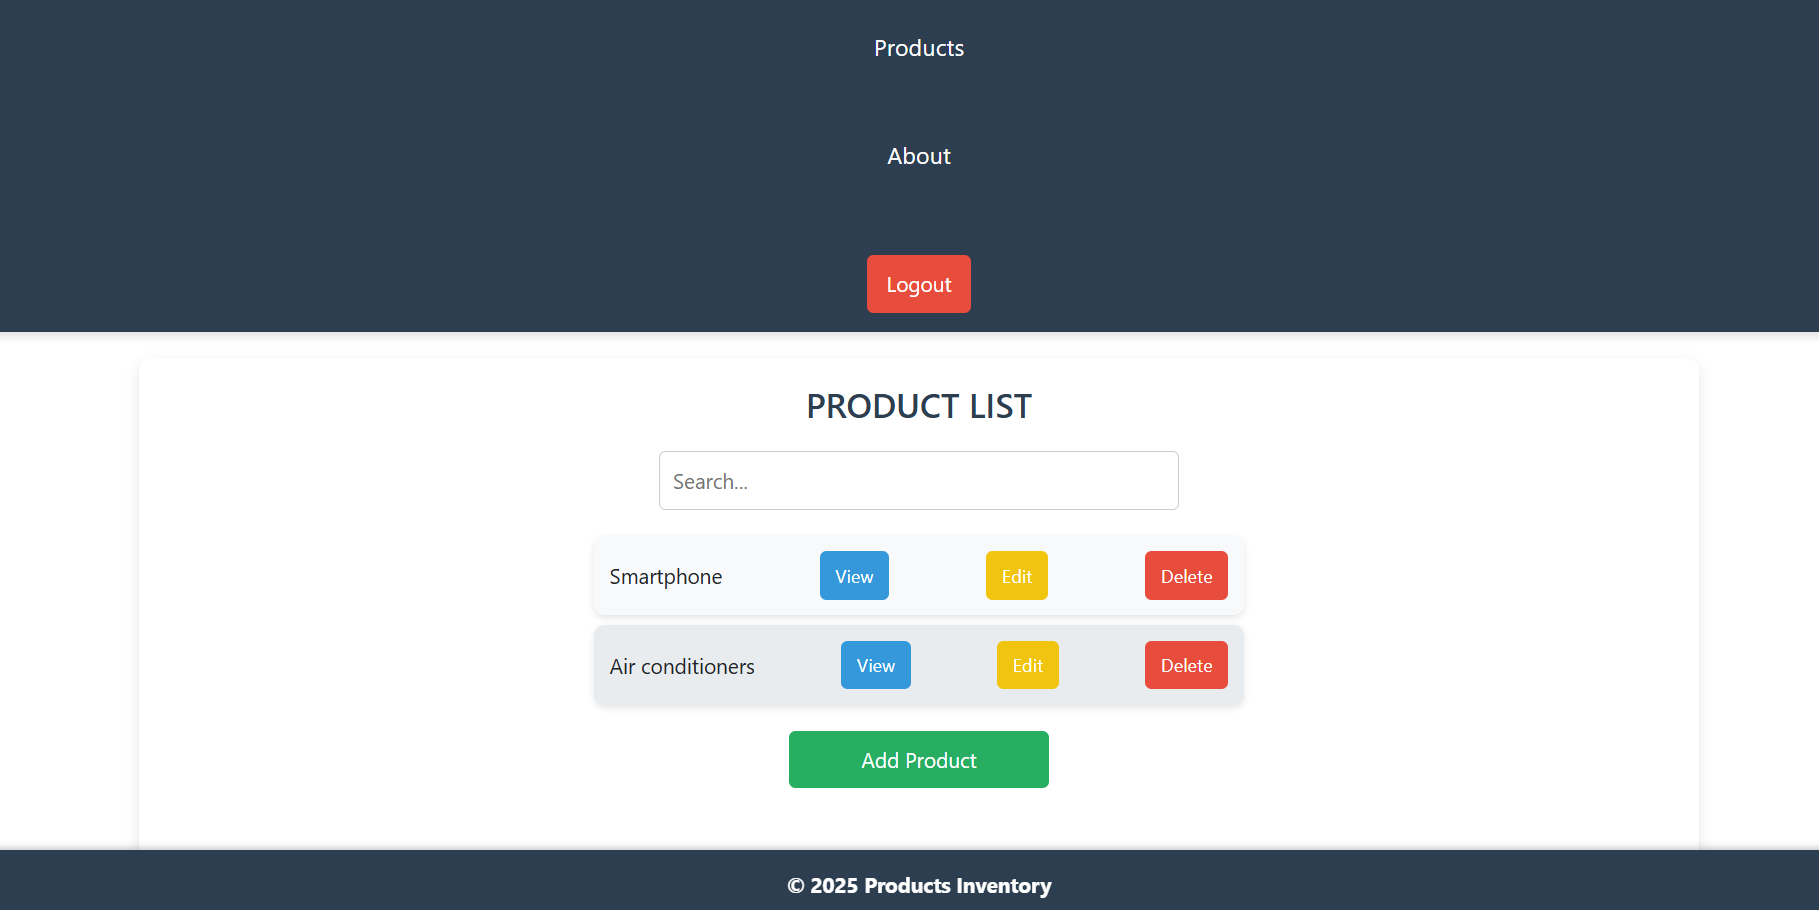 Products
About
Logout
PRODUCT LIST
Search...
Smartphone View Edit Delete
Air conditioners View Edit Delete
Add Product
© 2025 Products Inventory